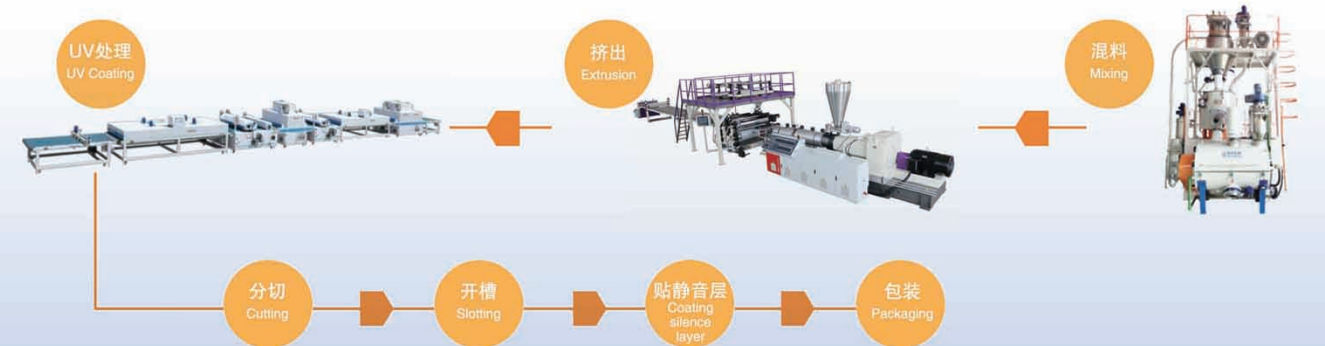 UV处理
UV Coating
挤出
Extrusion
混料
Mixing
分切
Cutting
开槽
Slotting
贴静音层
Coating
silence
layer
包装
Packaging